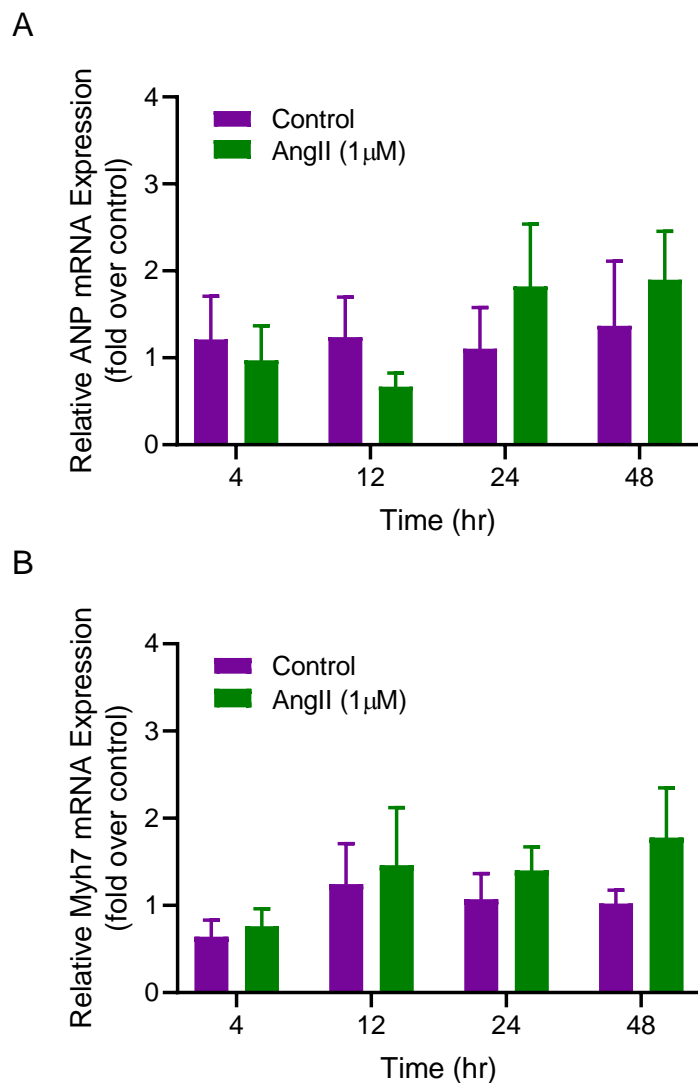 A
Relative ANP mRNA Expression
(fold over control)
4
3
2
1
0
Control
AngII (1μM)
4 12 24 48
Time (hr)
B
Relative Myh7 mRNA Expression
(fold over control)
4
3
2
1
0
Control
AngII (1μM)
4 12 24 48
Time (hr)